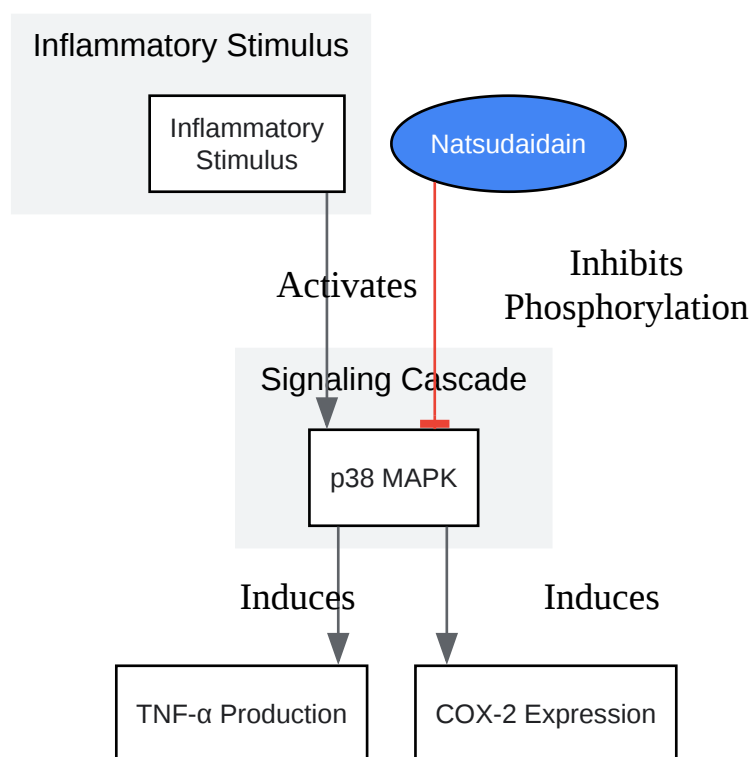 Inflammatory Stimulus
Inflammatory
Stimulus
Natsudaidain
Activates
Inhibits
Phosphorylation
Signaling Cascade
p38 MAPK
Induces
Induces
TNF-α Production
COX-2 Expression